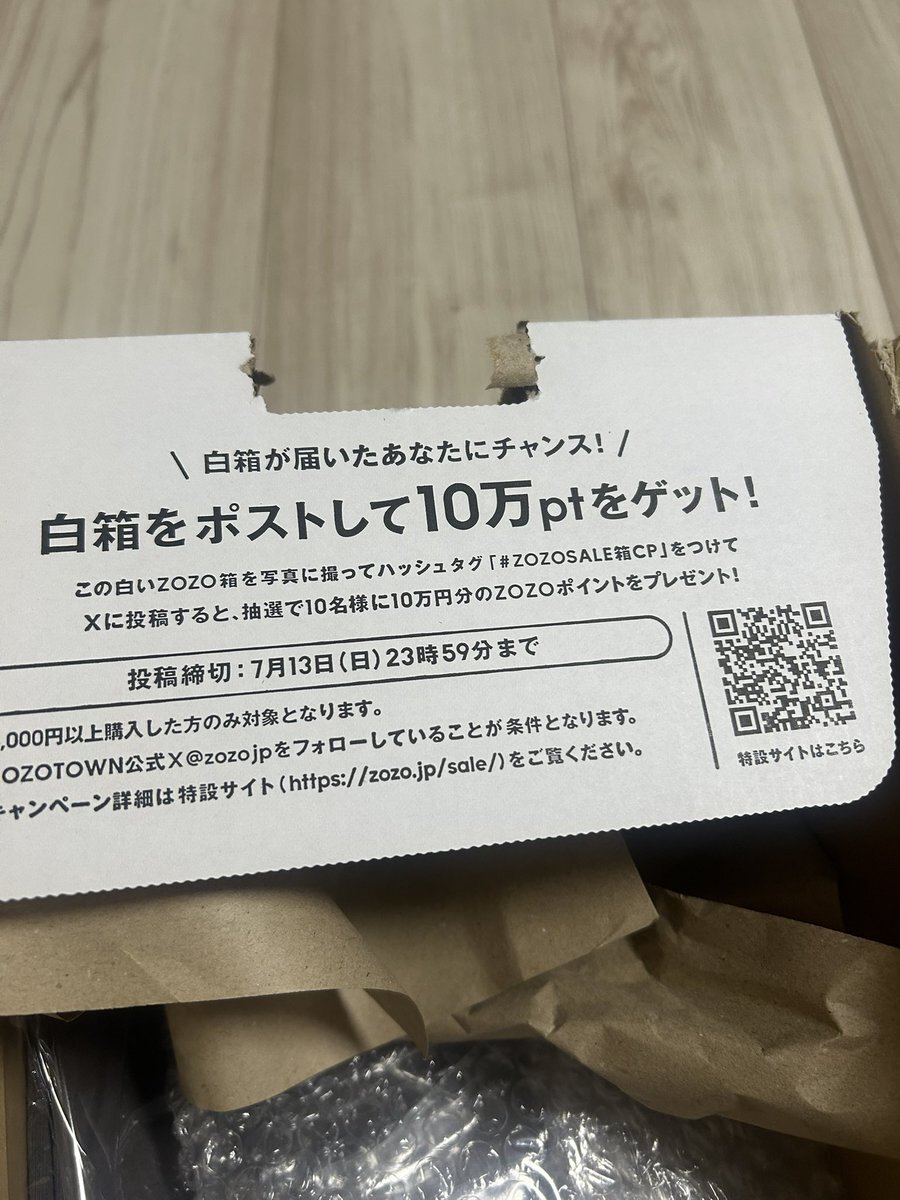 \ 白箱が届いたあなたにチャンス! /
白箱をポストして10万ptをゲット!
この白いZOZO箱を写真に撮ってハッシュタグ「#ZOZOSALE箱CP」をつけて
Xに投稿すると、抽選で10名様に10万円分のZOZOポイントをプレゼント!
投稿締切:7月13日(日)23時59分まで
,000円以上購入した方のみ対象となります。
OZOTOWN公式X@zozojpをフォローしていることが条件となります。
キャンペーン詳細は特設サイト(https://zozo.jp/sale/)をご覧ください。
特設サイトはこちら